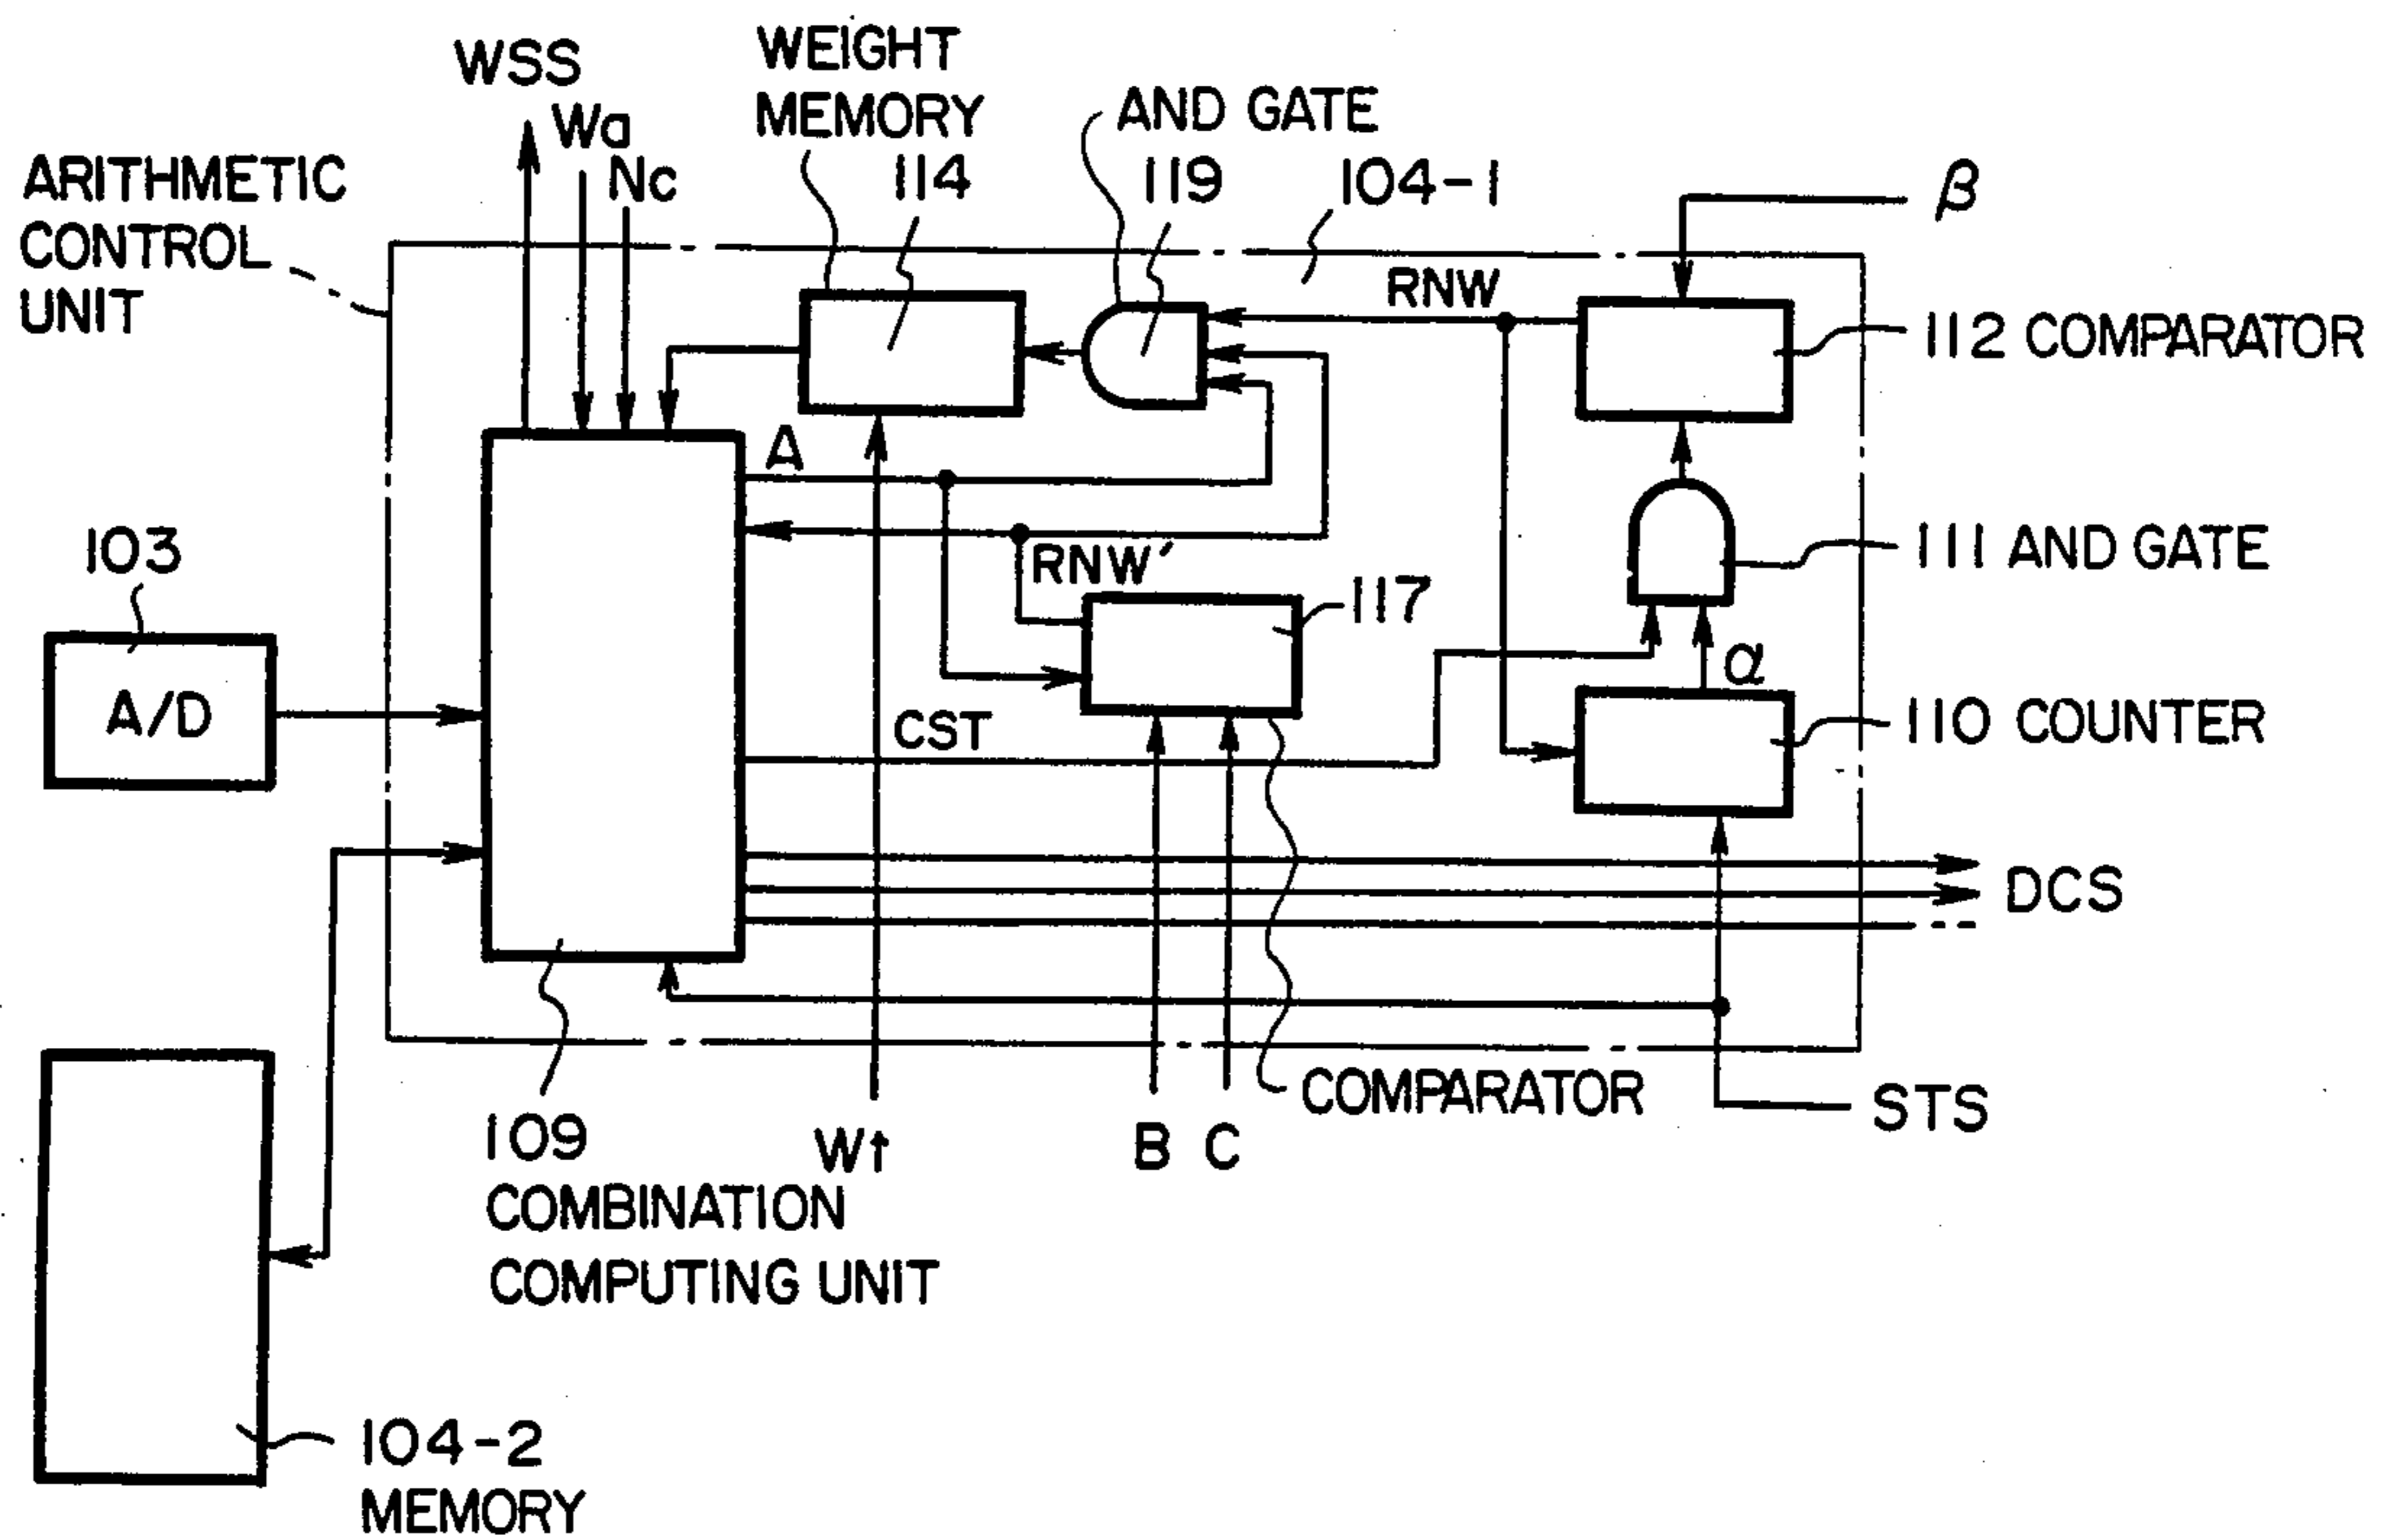 WSS
Wa
Nc
WEIGHT
MEMORY
114
AND GATE
119
104-1
β
ARITHMETIC
CONTROL
UNIT
RNW
112 COMPARATOR
A
103
RNW'
111 AND GATE
117
A/D
α
CST
110 COUNTER
DCS
COMPARATOR
STS
109
COMBINATION
COMPUTING UNIT
Wt
B C
104-2
MEMORY